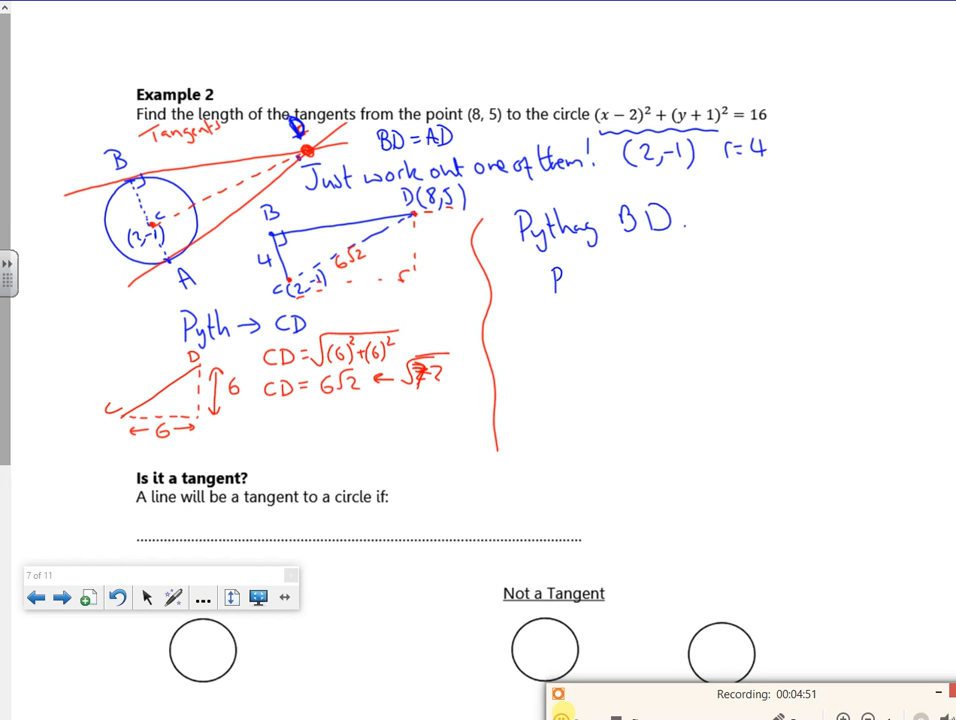 Example 2
Find the length of the tangents from the point (8, 5) to the circle (x − 2)² + (y + 1)² = 16
Tangents
BD = AD
B
Just work out one of them!
(2,-1) r = 4
D(8,5)
B
C
(2,-1)
4
6√2
C(2,-1)
A
Pythag BD.
P
Pyth → CD
D
CD = √(6)²+(6)²
6
CD = 6√2 ← √72
C
← 6 →
Is it a tangent?
A line will be a tangent to a circle if:
7 of 11
Not a Tangent
Recording: 00:04:51